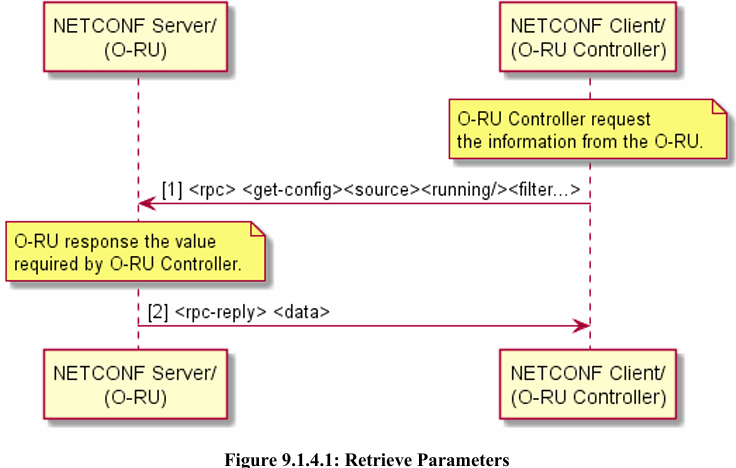 NETCONF Server/
(O-RU)
NETCONF Client/
(O-RU Controller)
O-RU Controller request
the information from the O-RU.
[1] <rpc> <get-config><source><running/><filter...>
O-RU response the value
required by O-RU Controller.
[2] <rpc-reply> <data>
NETCONF Server/
(O-RU)
NETCONF Client/
(O-RU Controller)
Figure 9.1.4.1: Retrieve Parameters